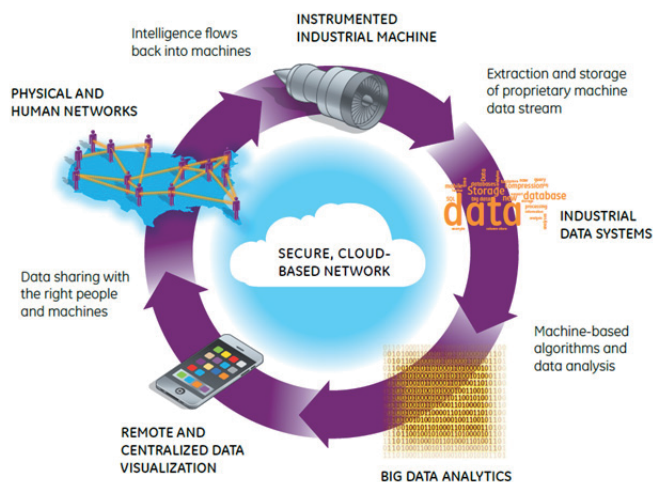 INSTRUMENTED
INDUSTRIAL MACHINE
Intelligence flows
back into machines
Extraction and storage
of proprietary machine
data stream
PHYSICAL AND
HUMAN NETWORKS
Storage
database
data
INDUSTRIAL
DATA SYSTEMS
SECURE, CLOUD-
BASED NETWORK
Data sharing with
the right people
and machines
Machine-based
algorithms and
data analysis
REMOTE AND
CENTRALIZED DATA
VISUALIZATION
BIG DATA ANALYTICS